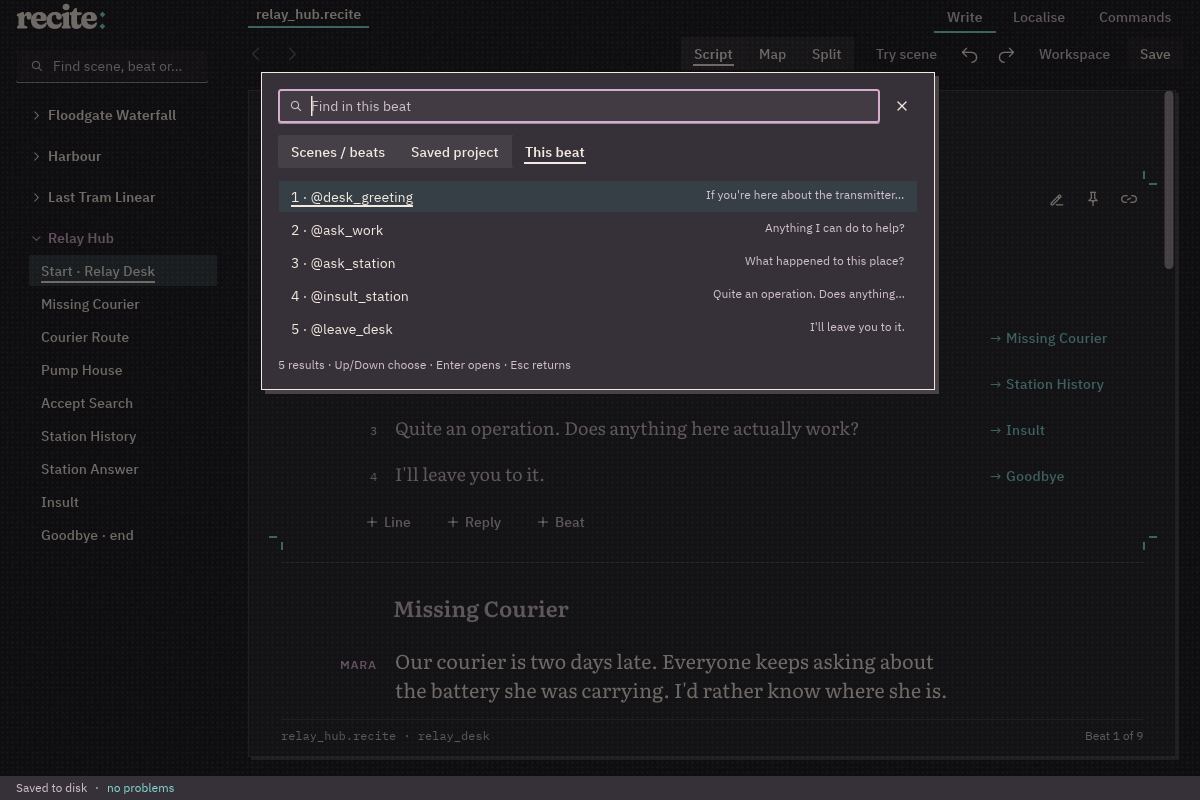 recite:
relay_hub.recite
Write
Localise
Commands
Find scene, beat or...
Script
Map
Split
Try scene
Workspace
Save
Floodgate Waterfall
Harbour
Last Tram Linear
Relay Hub
Start · Relay Desk
Missing Courier
Courier Route
Pump House
Accept Search
Station History
Station Answer
Insult
Goodbye · end
Find in this beat
Scenes / beats
Saved project
This beat
1 · @desk_greeting
If you're here about the transmitter...
2 · @ask_work
Anything I can do to help?
3 · @ask_station
What happened to this place?
4 · @insult_station
Quite an operation. Does anything...
5 · @leave_desk
I'll leave you to it.
5 results · Up/Down choose · Enter opens · Esc returns
→ Missing Courier
→ Station History
3 Quite an operation. Does anything here actually work?
→ Insult
4 I'll leave you to it.
→ Goodbye
+ Line
+ Reply
+ Beat
Missing Courier
MARA
Our courier is two days late. Everyone keeps asking about
the battery she was carrying. I'd rather know where she is.
relay_hub.recite · relay_desk
Beat 1 of 9
Saved to disk · no problems